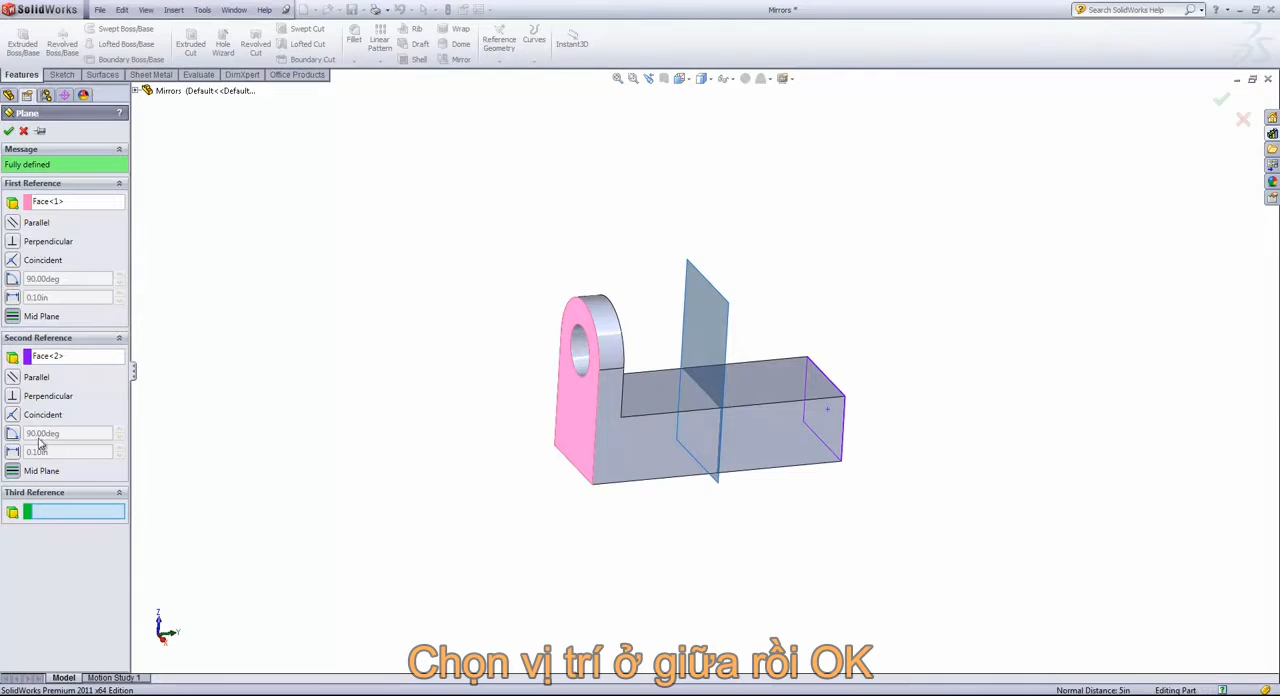 SolidWorks File Edit View Insert Tools Window Help Mirrors * Search SolidWorks Help ?
Extruded Boss/Base
Revolved Boss/Base
Swept Boss/Base
Lofted Boss/Base
Boundary Boss/Base
Extruded Cut
Hole Wizard
Revolved Cut
Swept Cut
Lofted Cut
Boundary Cut
Fillet
Linear Pattern
Rib
Draft
Shell
Wrap
Dome
Mirror
Reference Geometry
Curves
Instant3D
Features Sketch Surfaces Sheet Metal Evaluate DimXpert Office Products
Mirrors (Default<<Default...
Plane ?
Message
Fully defined
First Reference
Face<1>
Parallel
Perpendicular
Coincident
90.00deg
0.10in
Mid Plane
Second Reference
Face<2>
Parallel
Perpendicular
Coincident
90.00deg
0.10in
Mid Plane
Third Reference
Z
Y
X
Chọn vị trí ở giữa rồi OK
Model Motion Study 1
SolidWorks Premium 2011 x64 Edition Normal Distance: 5in Editing Part